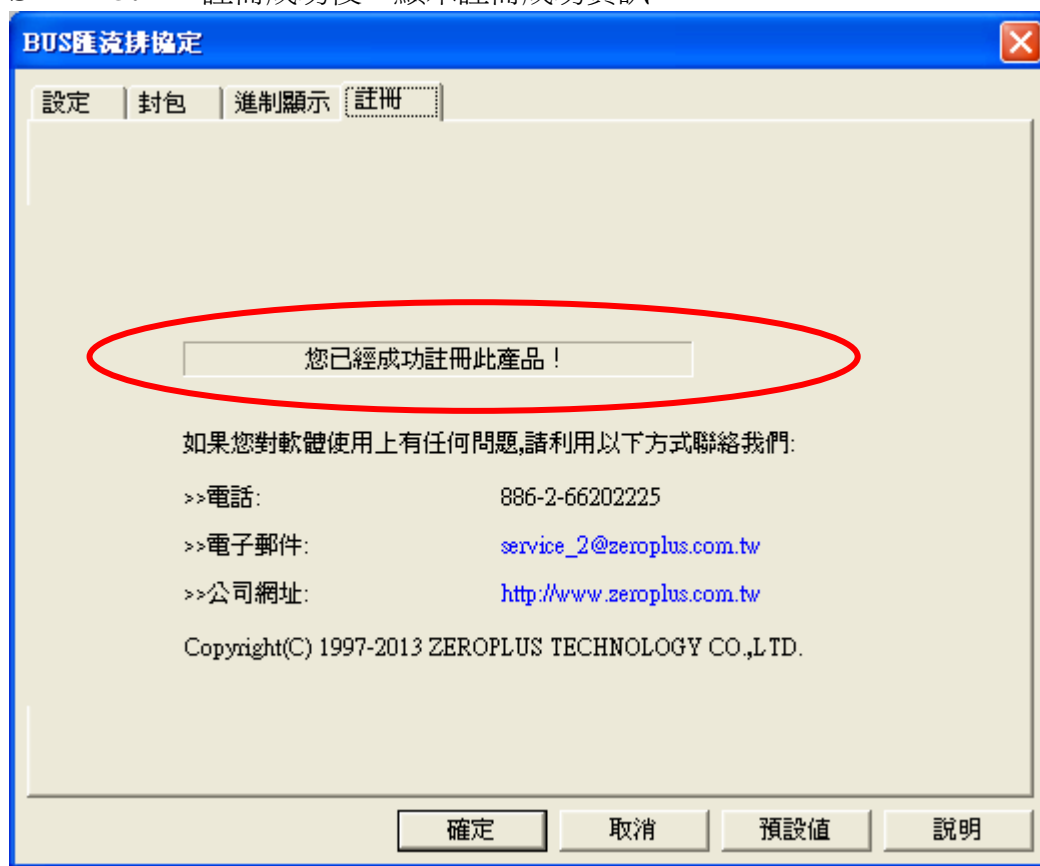 BUS匯流排協定
設定 封包 進制顯示 註冊
您已經成功註冊此產品！
如果您對軟體使用上有任何問題,請利用以下方式聯絡我們:
>>電話: 886-2-66202225
>>電子郵件: service_2@zeroplus.com.tw
>>公司網址: http://www.zeroplus.com.tw
Copyright(C) 1997-2013 ZEROPLUS TECHNOLOGY CO.,LTD.
確定 取消 預設值 說明